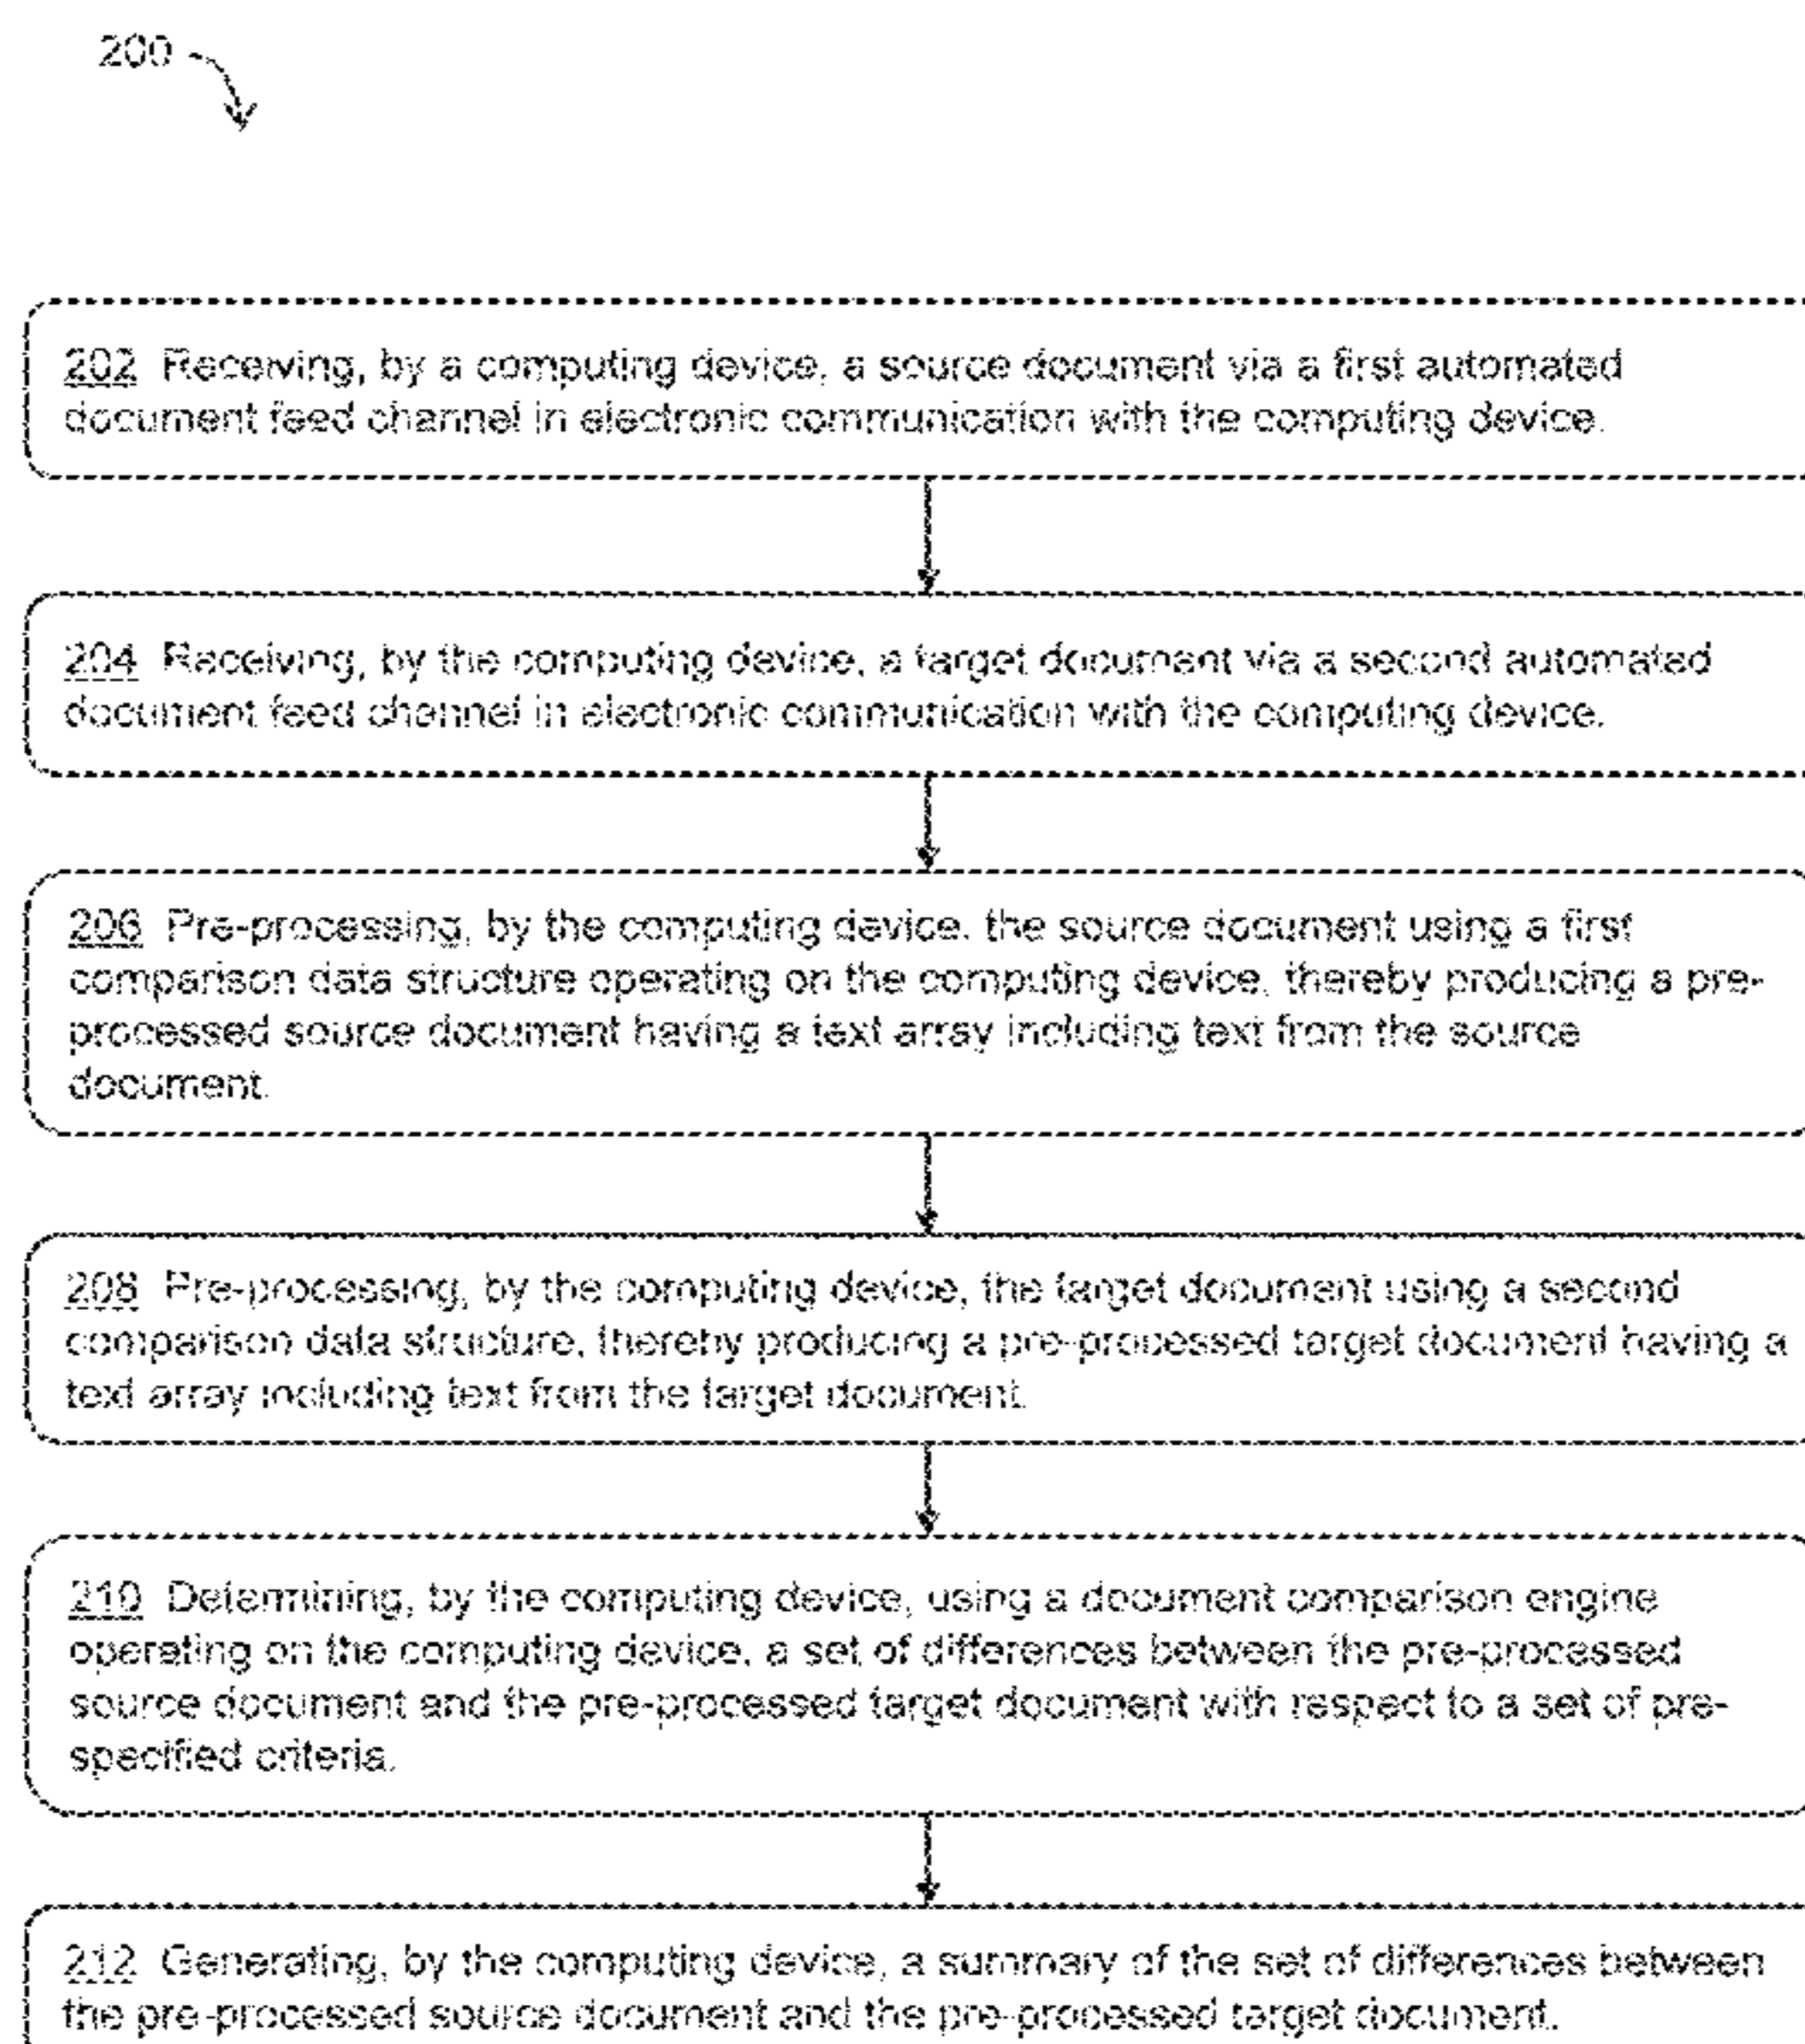 200
202 Receiving, by a computing device, a source document via a first automated
document feed channel in electronic communication with the computing device.
204 Receiving, by the computing device, a target document via a second automated
document feed channel in electronic communication with the computing device.
206 Pre-processing, by the computing device, the source document using a first
comparison data structure operating on the computing device, thereby producing a pre-
processed source document having a text array including text from the source
document.
208 Pre-processing, by the computing device, the target document using a second
comparison data structure, thereby producing a pre-processed target document having a
text array including text from the target document.
210 Determining, by the computing device, using a document comparison engine
operating on the computing device, a set of differences between the pre-processed
source document and the pre-processed target document with respect to a set of pre-
specified criteria.
212 Generating, by the computing device, a summary of the set of differences between
the pre-processed source document and the pre-processed target document.